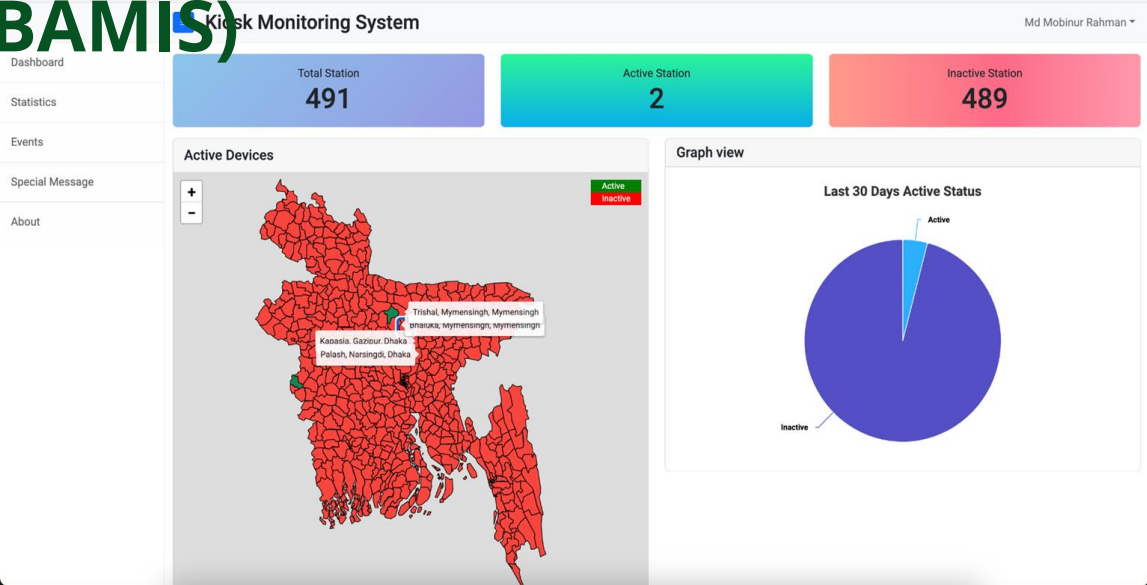 BAMIS)
Kiosk Monitoring System
Md Mobinur Rahman
Dashboard
Statistics
Events
Special Message
About
Total Station
491
Active Station
2
Inactive Station
489
Active Devices
+
−
Active
Inactive
Trishal, Mymensingh, Mymensingh
Bhaluka, Mymensingh, Mymensingh
Kapasia, Gazipur, Dhaka
Palash, Narsingdi, Dhaka
Graph view
Last 30 Days Active Status
Active
Inactive